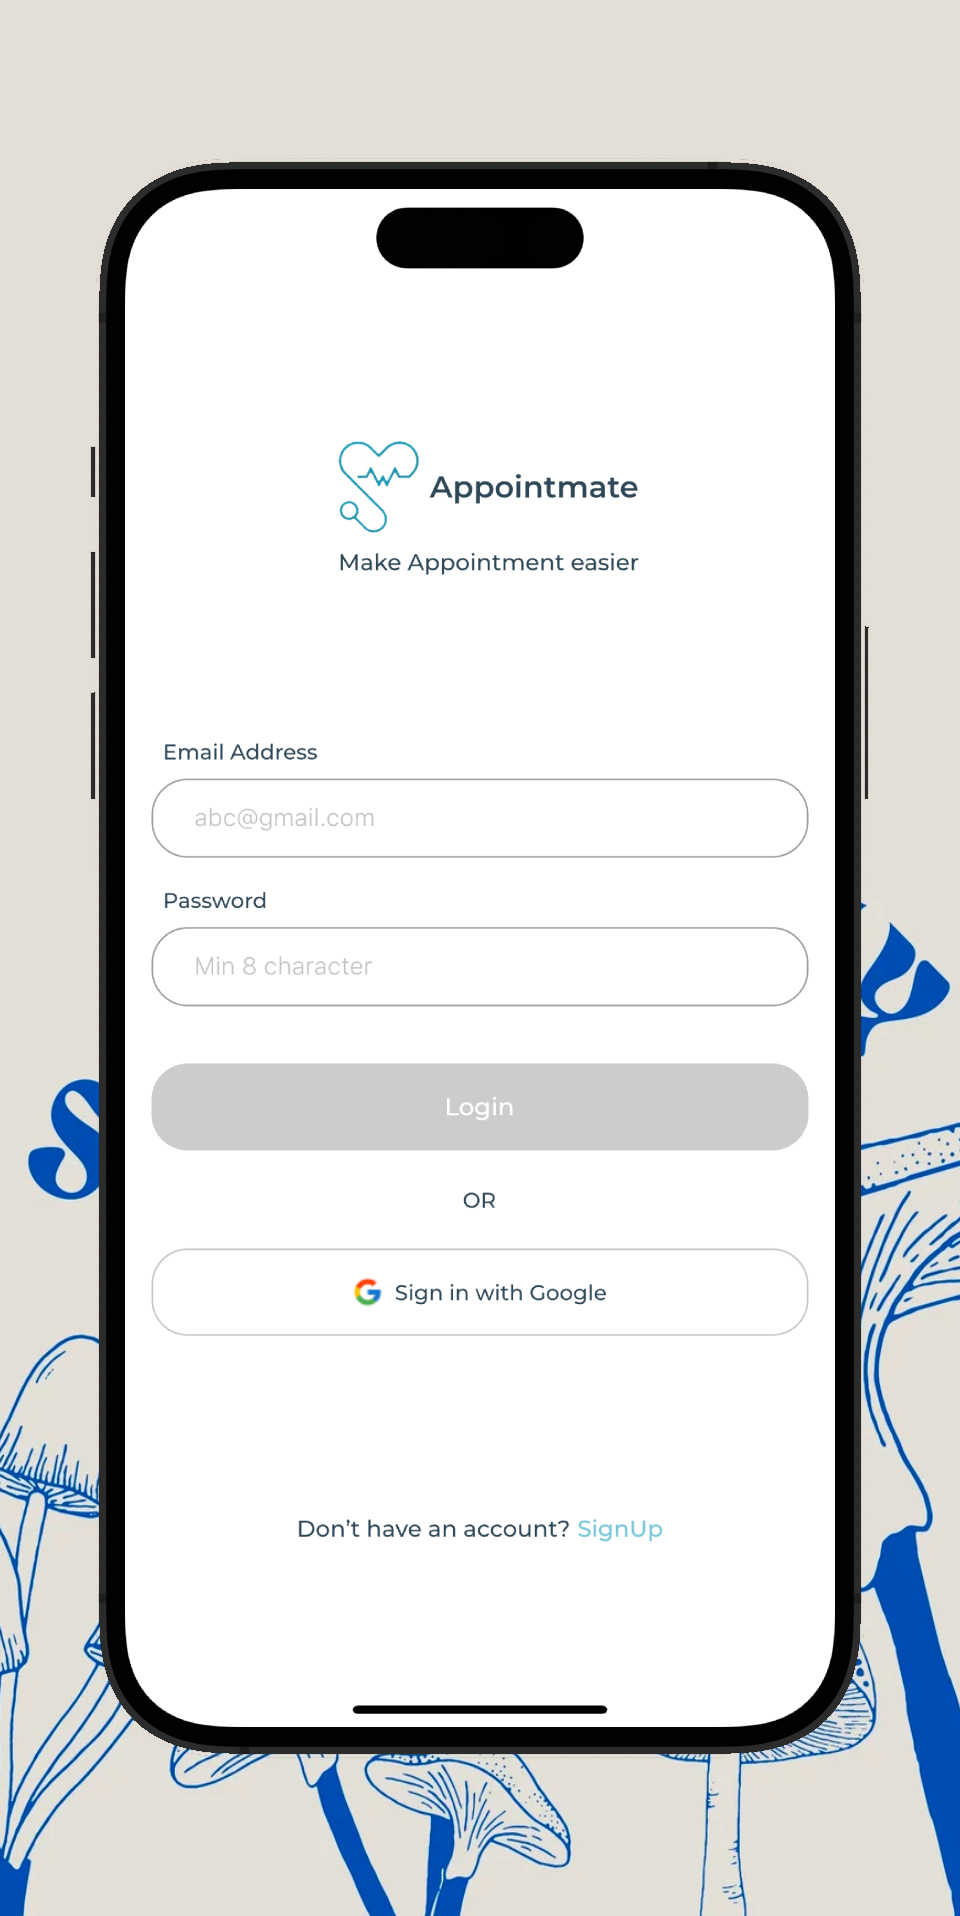 Appointmate
Make Appointment easier
Email Address
abc@gmail.com
Password
Min 8 character
Login
OR
Sign in with Google
Don’t have an account? SignUp